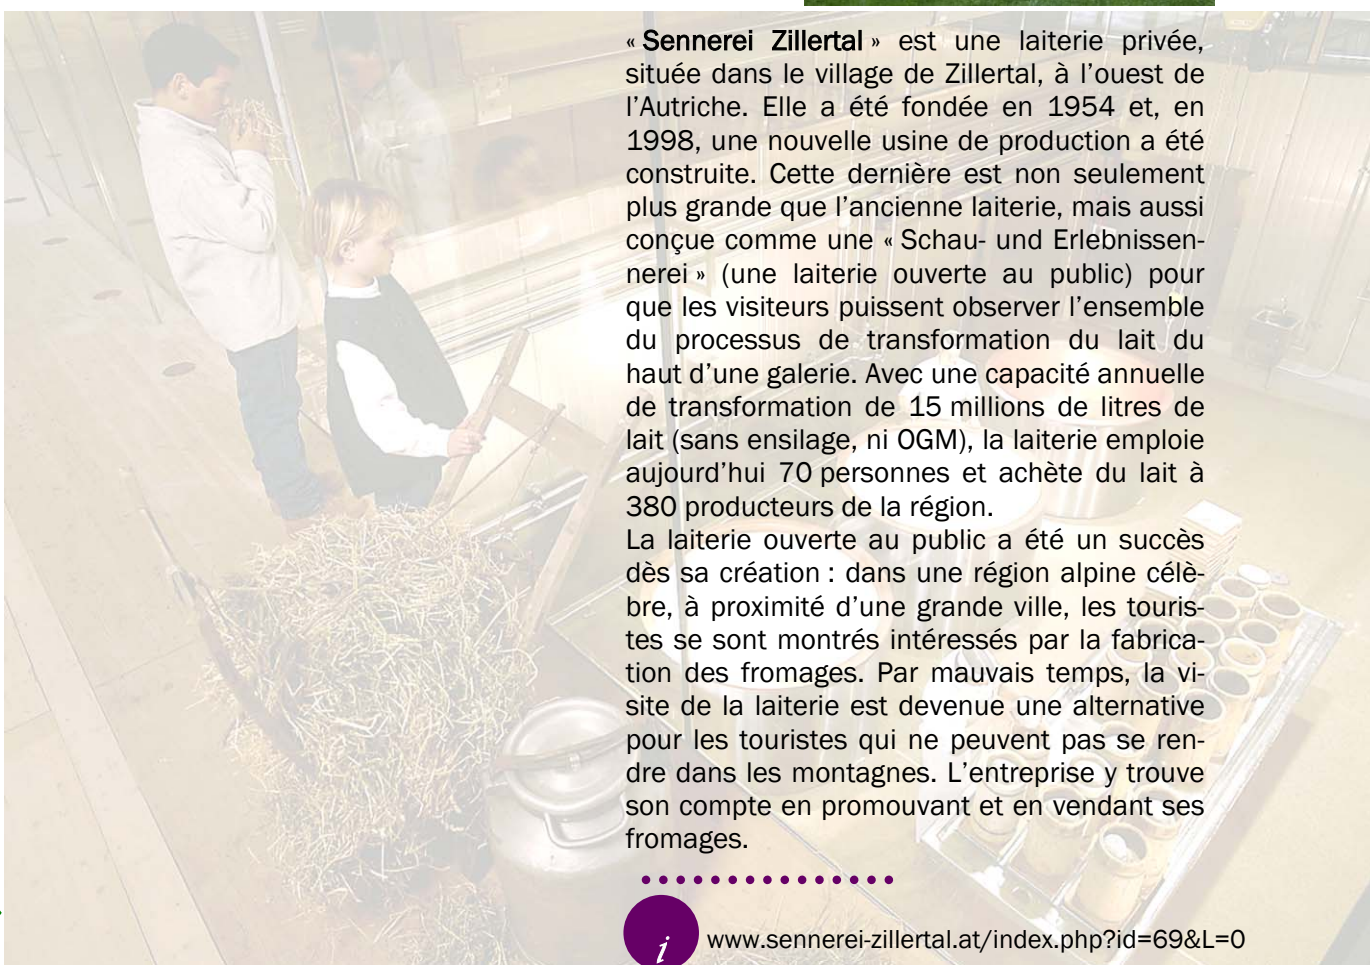 « Sennerei Zillertal » est une laiterie privée,
située dans le village de Zillertal, à l’ouest de
l’Autriche. Elle a été fondée en 1954 et, en
1998, une nouvelle usine de production a été
construite. Cette dernière est non seulement
plus grande que l’ancienne laiterie, mais aussi
conçue comme une « Schau- und Erlebnissen-
nerei » (une laiterie ouverte au public) pour
que les visiteurs puissent observer l’ensemble
du processus de transformation du lait du
haut d’une galerie. Avec une capacité annuelle
de transformation de 15 millions de litres de
lait (sans ensilage, ni OGM), la laiterie emploie
aujourd’hui 70 personnes et achète du lait à
380 producteurs de la région.
La laiterie ouverte au public a été un succès
dès sa création : dans une région alpine célè-
bre, à proximité d’une grande ville, les touris-
tes se sont montrés intéressés par la fabrica-
tion des fromages. Par mauvais temps, la vi-
site de la laiterie est devenue une alternative
pour les touristes qui ne peuvent pas se ren-
dre dans les montagnes. L’entreprise y trouve
son compte en promouvant et en vendant ses
fromages.
i www.sennerei-zillertal.at/index.php?id=69&L=0